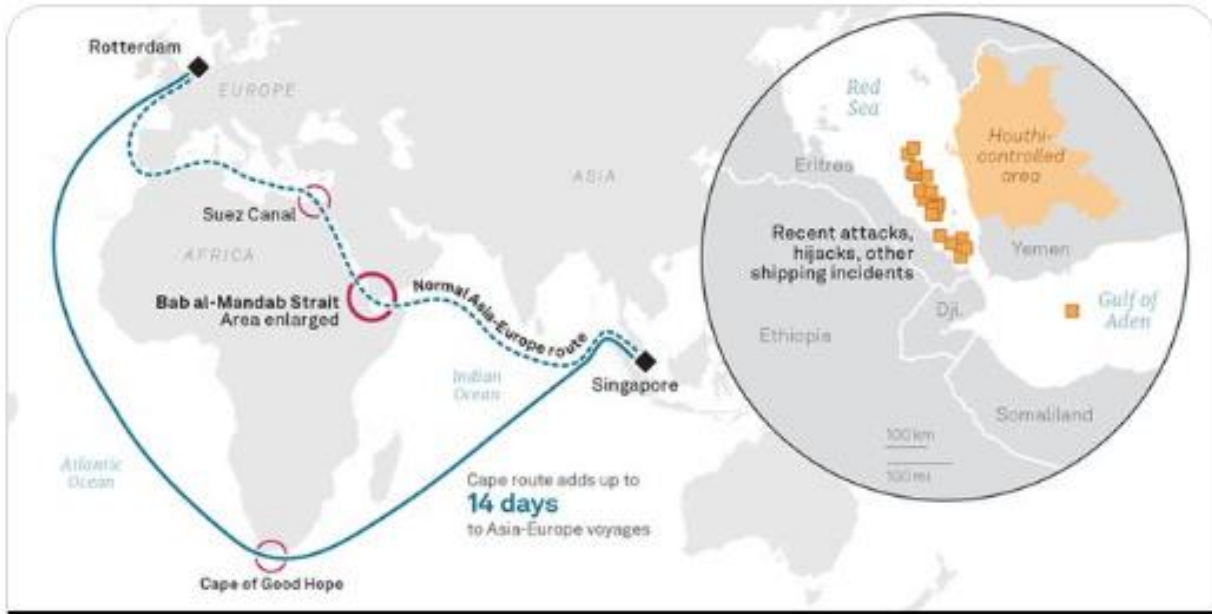 Rotterdam
EUROPE
ASIA
Suez Canal
AFRICA
Bab al-Mandab Strait
Area enlarged
Normal Asia-Europe route
Indian
Ocean
Singapore
Atlantic
Ocean
Cape route adds up to
14 days
to Asia-Europe voyages
Cape of Good Hope
Red
Sea
Houthi-
controlled
area
Eritrea
Recent attacks,
hijacks, other
shipping incidents
Yemen
Dji.
Gulf of
Aden
Ethiopia
Somaliland
100 km
100 mi